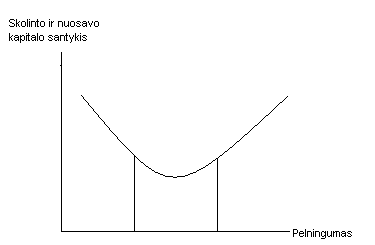 Skolinto ir nuosavo
kapitalo santykis
Pelningumas